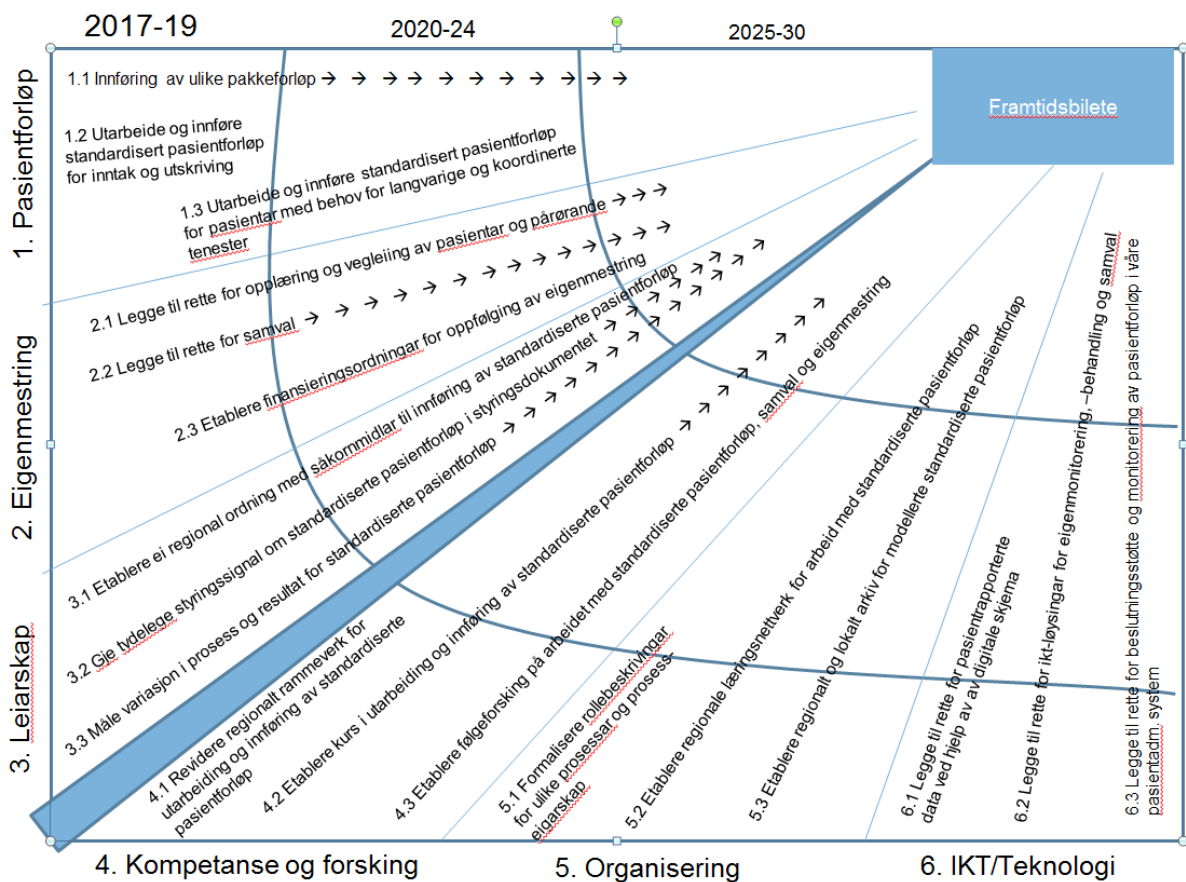 2017-19
2020-24
2025-30
Framtidsbilete
1. Pasientforløp
1.1 Innføring av ulike pakkeforløp → → → → → → → → → → →
1.2 Utarbeide og innføre
standardisert pasientforløp
for inntak og utskriving
1.3 Utarbeide og innføre standardisert pasientforløp
for pasientar med behov for langvarige og koordinerte
tenester
2. Eigenmestring
2.1 Legge til rette for opplæring og vegleiing av pasientar og pårørande → → → →
2.2 Legge til rette for samval → → → → → → → → → → → → →
2.3 Etablere finansieringsordningar for oppfølging av eigenmestring
3. Leiarskap
3.1 Etablere ei regional ordning med såkornmidlar til innføring av standardiserte pasientforløp → → → →
3.2 Gje tydelege styringssignal om standardiserte pasientforløp i styringsdokumentet → → → → → → → →
3.3 Måle variasjon i prosess og resultat for standardiserte pasientforløp → → → → → → → → → → →
4. Kompetanse og forsking
4.1 Revidere regionalt rammeverk for
utarbeiding og innføring av standardiserte
pasientforløp
4.2 Etablere kurs i utarbeiding og innføring av standardiserte pasientforløp → → → → → → → →
4.3 Etablere følgeforsking på arbeidet med standardiserte pasientforløp, samval og eigenmestring
5. Organisering
5.1 Formalisere rollebeskrivingar
for ulike prosessar og prosess-
eigarskap
5.2 Etablere regionale læringsnettverk for arbeid med standardiserte pasientforløp
5.3 Etablere regionalt og lokalt arkiv for modellerte standardiserte pasientforløp
6. IKT/Teknologi
6.1 Legge til rette for pasientrapporterte
data ved hjelp av digitale skjema
6.2 Legge til rette for ikt-løysingar for eigenmonitorering, –behandling og samval
6.3 Legge til rette for beslutningsstøtte og monitorering av pasientforløp i våre
pasientadm. system